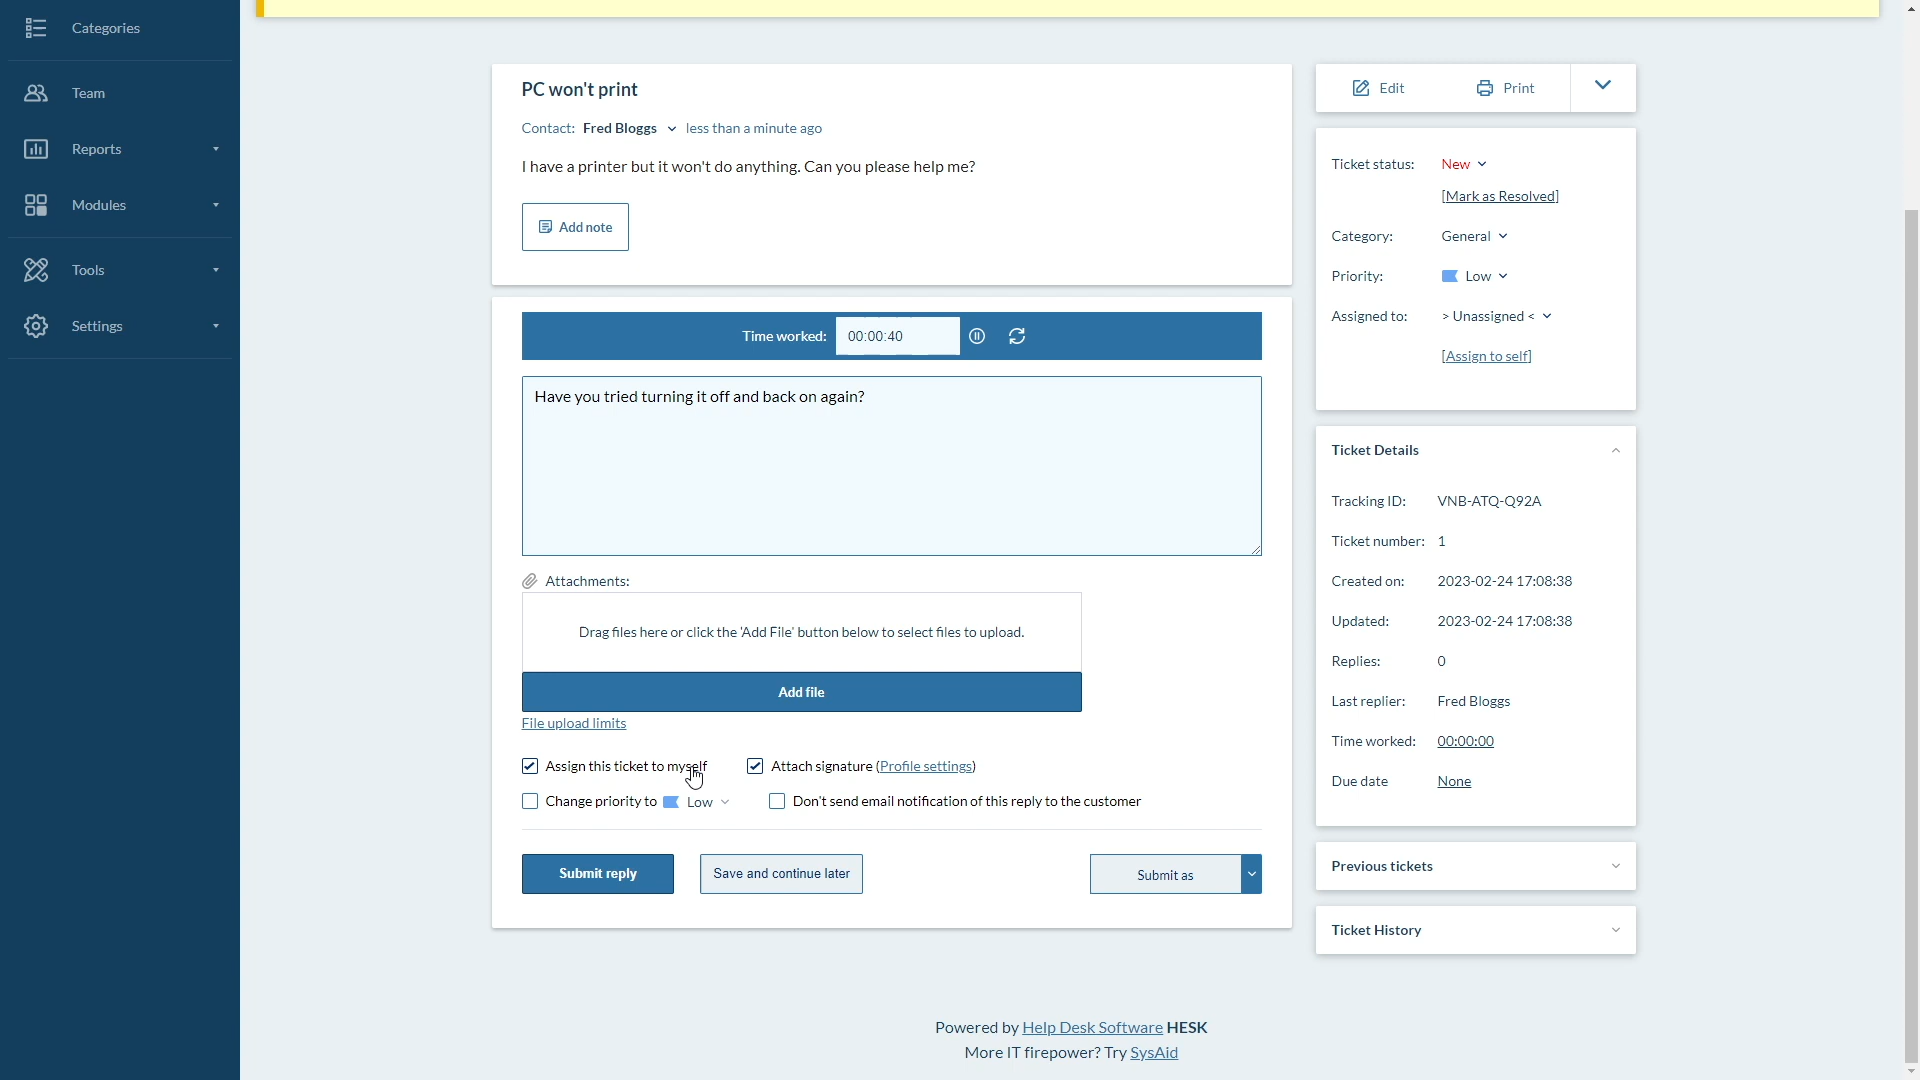 Categories
Team
Reports
Modules
Tools
Settings
PC won't print
Contact: Fred Bloggs less than a minute ago
I have a printer but it won't do anything. Can you please help me?
Add note
Time worked: 00:00:40
Have you tried turning it off and back on again?
Attachments:
Drag files here or click the 'Add File' button below to select files to upload.
Add file
File upload limits
Assign this ticket to myself
Attach signature (Profile settings)
Change priority to Low
Don't send email notification of this reply to the customer
Submit reply
Save and continue later
Submit as
Edit
Print
Ticket status: New
[Mark as Resolved]
Category: General
Priority: Low
Assigned to: > Unassigned <
[Assign to self]
Ticket Details
Tracking ID: VNB-ATQ-Q92A
Ticket number: 1
Created on: 2023-02-24 17:08:38
Updated: 2023-02-24 17:08:38
Replies: 0
Last replier: Fred Bloggs
Time worked: 00:00:00
Due date None
Previous tickets
Ticket History
Powered by Help Desk Software HESK
More IT firepower? Try SysAid